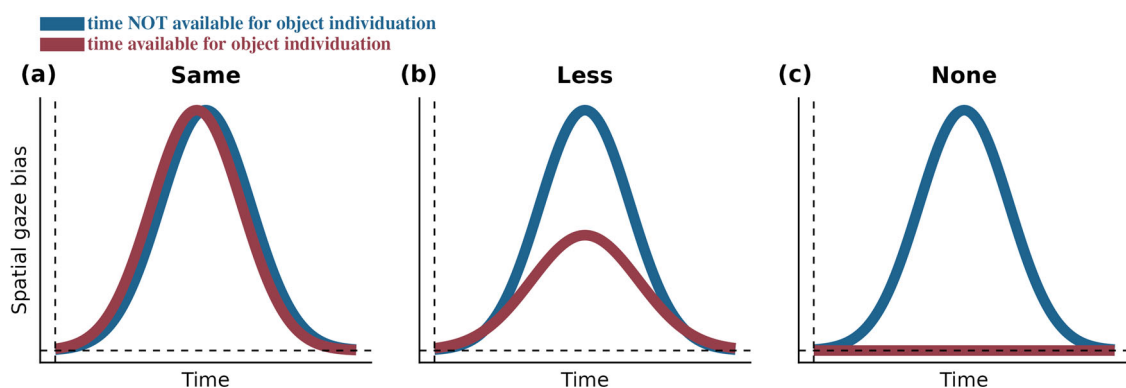 time NOT available for object individuation
time available for object individuation
(a) Same
(b) Less
(c) None
Spatial gaze bias
Time
Time
Time